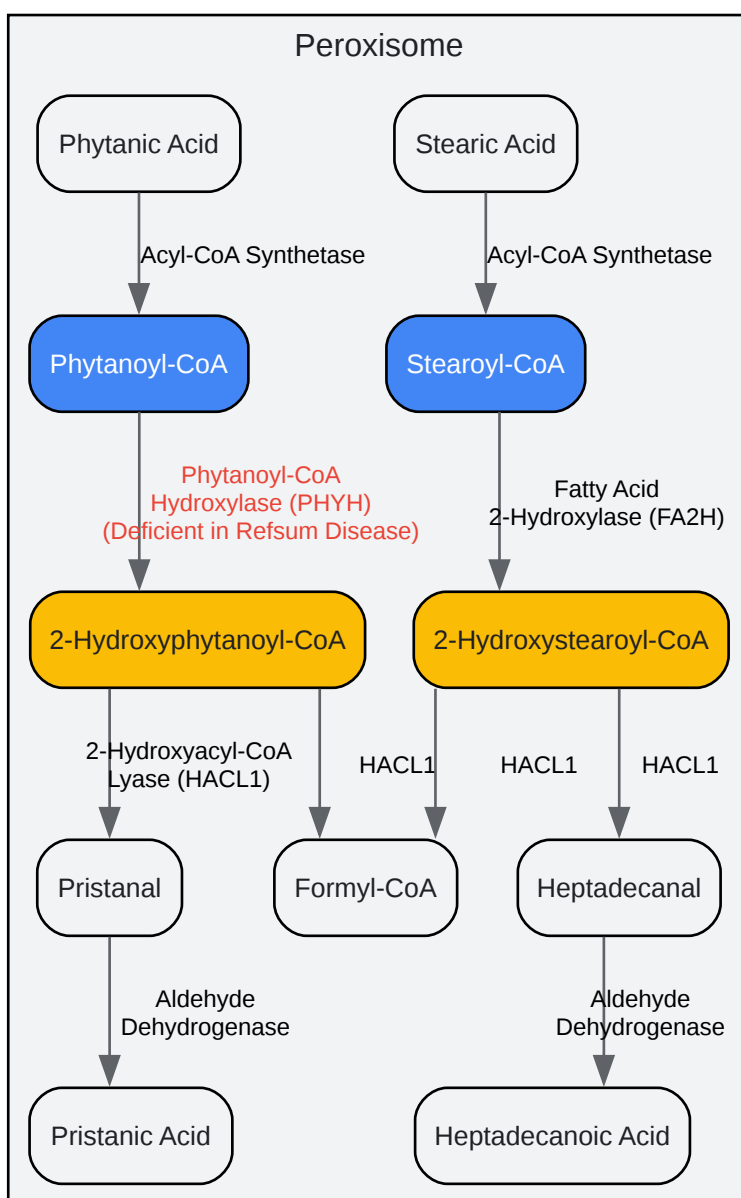 Peroxisome
Phytanic Acid
Stearic Acid
Acyl-CoA Synthetase
Acyl-CoA Synthetase
Phytanoyl-CoA
Stearoyl-CoA
Phytanoyl-CoA
Hydroxylase (PHYH)
(Deficient in Refsum Disease)
Fatty Acid
2-Hydroxylase (FA2H)
2-Hydroxyphytanoyl-CoA
2-Hydroxystearoyl-CoA
2-Hydroxyacyl-CoA
Lyase (HACL1)
HACL1
HACL1
HACL1
Pristanal
Formyl-CoA
Heptadecanal
Aldehyde
Dehydrogenase
Aldehyde
Dehydrogenase
Pristanic Acid
Heptadecanoic Acid